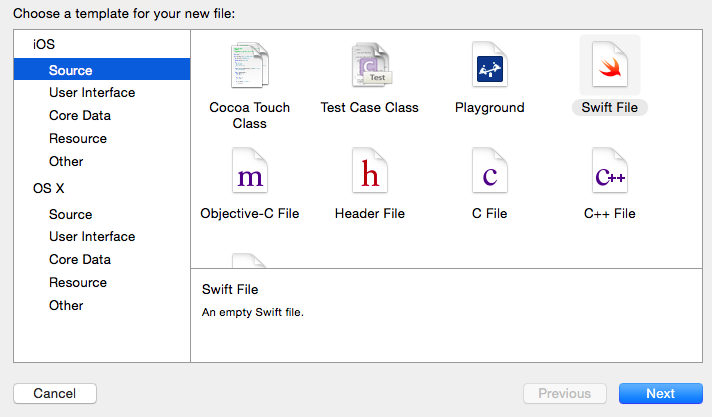 Choose a template for your new file:
iOS
Source
User Interface
Core Data
Resource
Other
OS X
Source
User Interface
Core Data
Resource
Other
Cocoa Touch
Class
Test
Test Case Class
Playground
Swift File
m
Objective-C File
h
Header File
c
C File
C++
C++ File
Swift File
An empty Swift file.
Cancel
Previous
Next